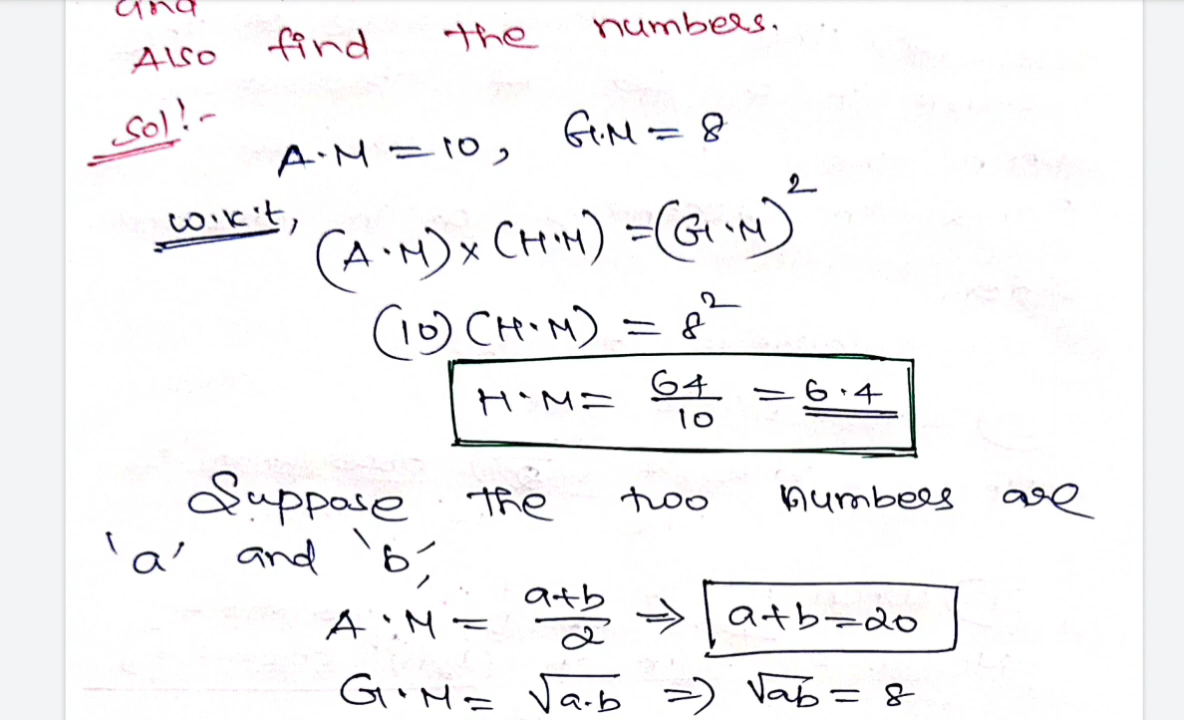 and
Also find the numbers.
Sol:-
A.M = 10, G.M = 8
W.K.T,
(A.M) x (H.M) = (G.M)²
(10) (H.M) = 8²
H.M = 64/10 = 6.4
Suppose the two numbers are
'a' and 'b',
A.M = a+b/2 => a+b=20
G.M = √a.b => √ab = 8